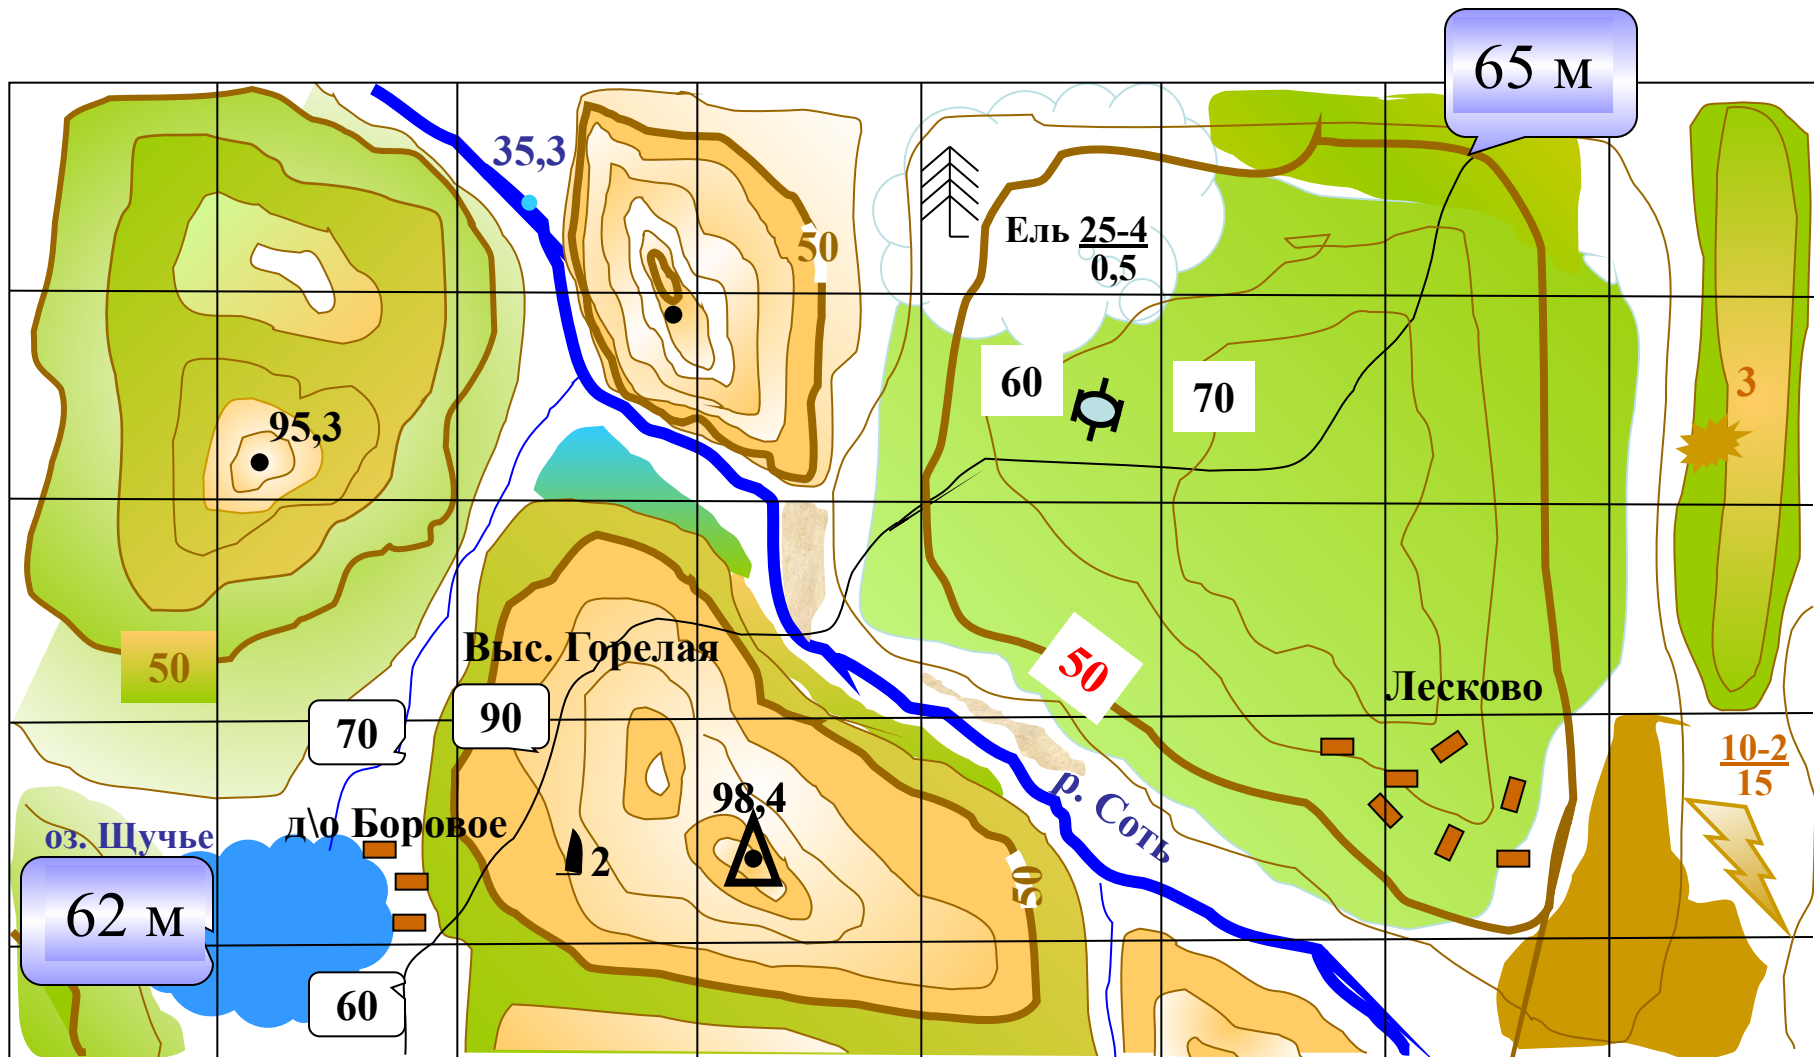 65 м
35,3
50
Ель 25-4
0,5
60
70
3
95,3
50
Выс. Горелая
50
Лесково
70
90
10-2
15
98,4
р. Соть
оз. Щучье
д\о Боровое
2
50
62 м
60